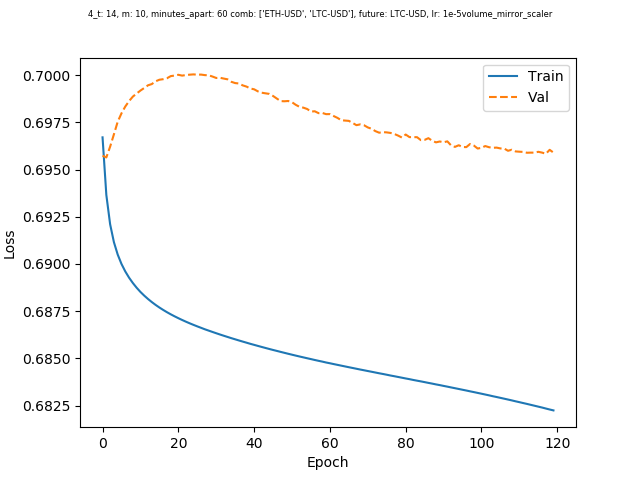 4_t: 14, m: 10, minutes_apart: 60 comb: ['ETH-USD', 'LTC-USD'], future: LTC-USD, lr: 1e-5volume_mirror_scaler
Train
Val
0.7000
0.6975
0.6950
0.6925
0.6900
0.6875
0.6850
0.6825
Loss
0 20 40 60 80 100 120
Epoch